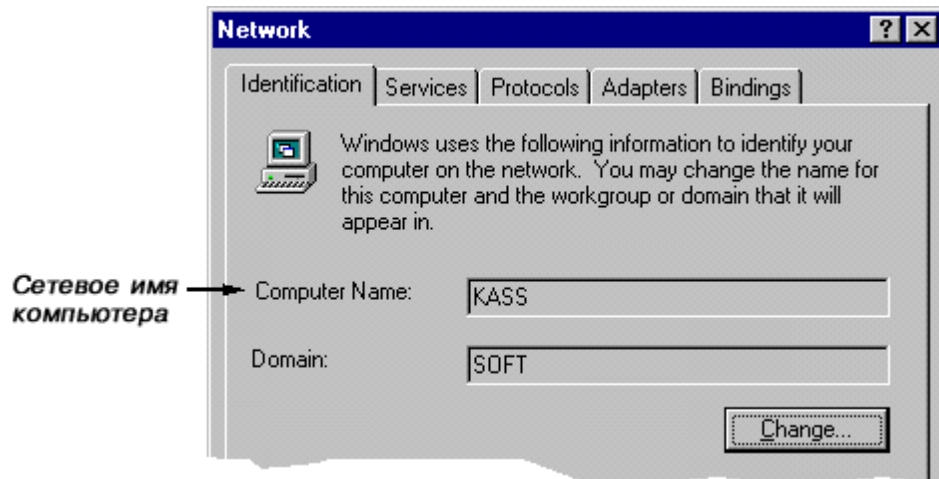 Network
Identification Services Protocols Adapters Bindings
Windows uses the following information to identify your
computer on the network. You may change the name for
this computer and the workgroup or domain that it will
appear in.
Сетевое имя
компьютера
Computer Name: KASS
Domain: SOFT
Change...